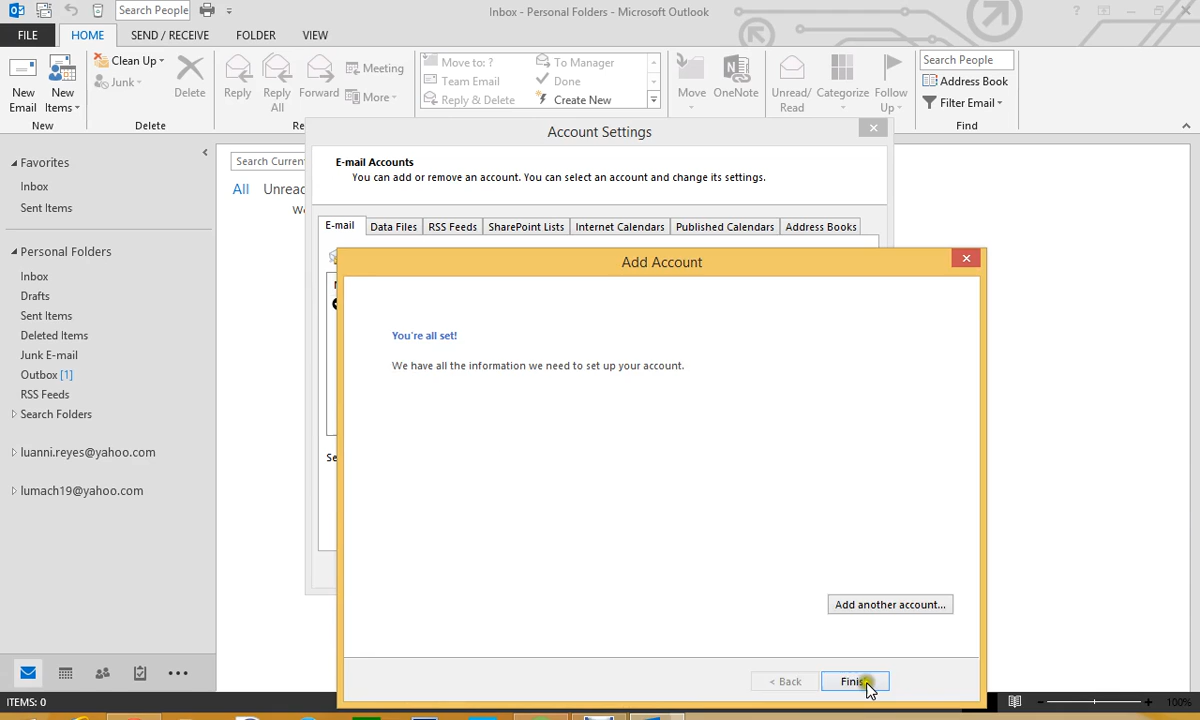 Search People
Inbox - Personal Folders - Microsoft Outlook
FILE HOME SEND / RECEIVE FOLDER VIEW
New Email
New Items
Clean Up
Junk
Delete
Reply
Reply All
Forward
Meeting
More
Move to: ?
Team Email
Reply & Delete
To Manager
Done
Create New
Move
OneNote
Unread/ Read
Categorize
Follow Up
Search People
Address Book
Filter Email
New
Delete
Re
Find
Favorites
Inbox
Sent Items
Personal Folders
Inbox
Drafts
Sent Items
Deleted Items
Junk E-mail
Outbox [1]
RSS Feeds
Search Folders
luanni.reyes@yahoo.com
lumach19@yahoo.com
Search Curren
All Unread
We
Account Settings
E-mail Accounts
You can add or remove an account. You can select an account and change its settings.
E-mail Data Files RSS Feeds SharePoint Lists Internet Calendars Published Calendars Address Books
Se
Add Account
You're all set!
We have all the information we need to set up your account.
Add another account...
< Back
Finis
ITEMS: 0
100%